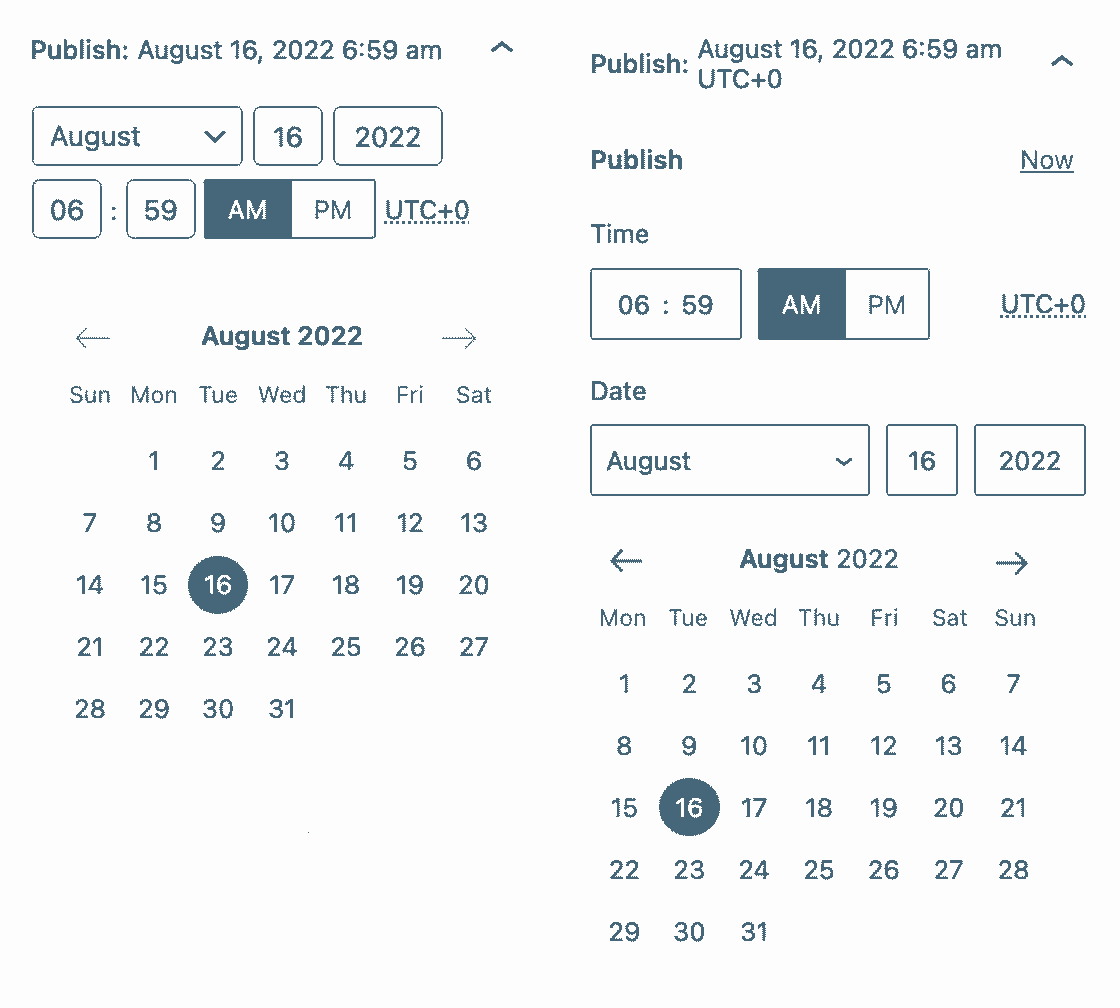 Publish: August 16, 2022 6:59 am
August 16 2022
06 : 59 AM PM UTC+0
August 2022
Sun Mon Tue Wed Thu Fri Sat
1 2 3 4 5 6
7 8 9 10 11 12 13
14 15 16 17 18 19 20
21 22 23 24 25 26 27
28 29 30 31
Publish: August 16, 2022 6:59 am
UTC+0
Publish Now
Time
06 : 59 AM PM UTC+0
Date
August 16 2022
August 2022
Mon Tue Wed Thu Fri Sat Sun
1 2 3 4 5 6 7
8 9 10 11 12 13 14
15 16 17 18 19 20 21
22 23 24 25 26 27 28
29 30 31